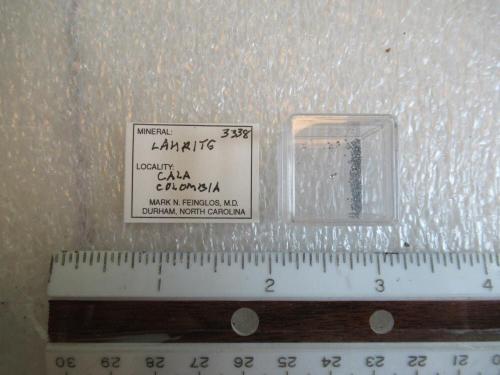 MINERAL: 3338
LAURITE
LOCALITY:
CALA
COLOMBIA
MARK N. FEINGLOS, M.D.
DURHAM, NORTH CAROLINA
1 2 3 4
30 29 28 27 26 25 24 23 22 21 20